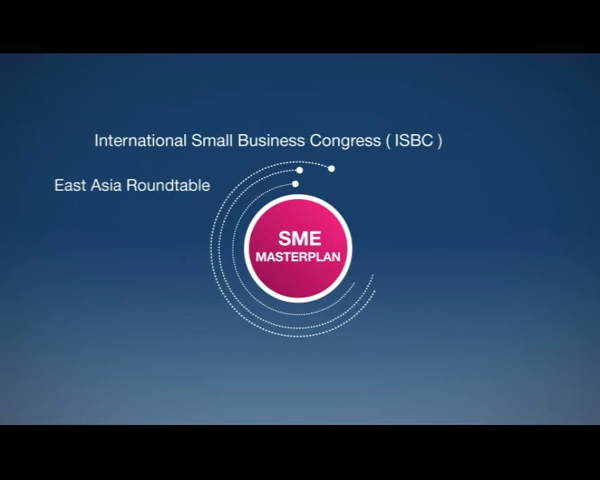 International Small Business Congress ( ISBC )
East Asia Roundtable
SME
MASTERPLAN